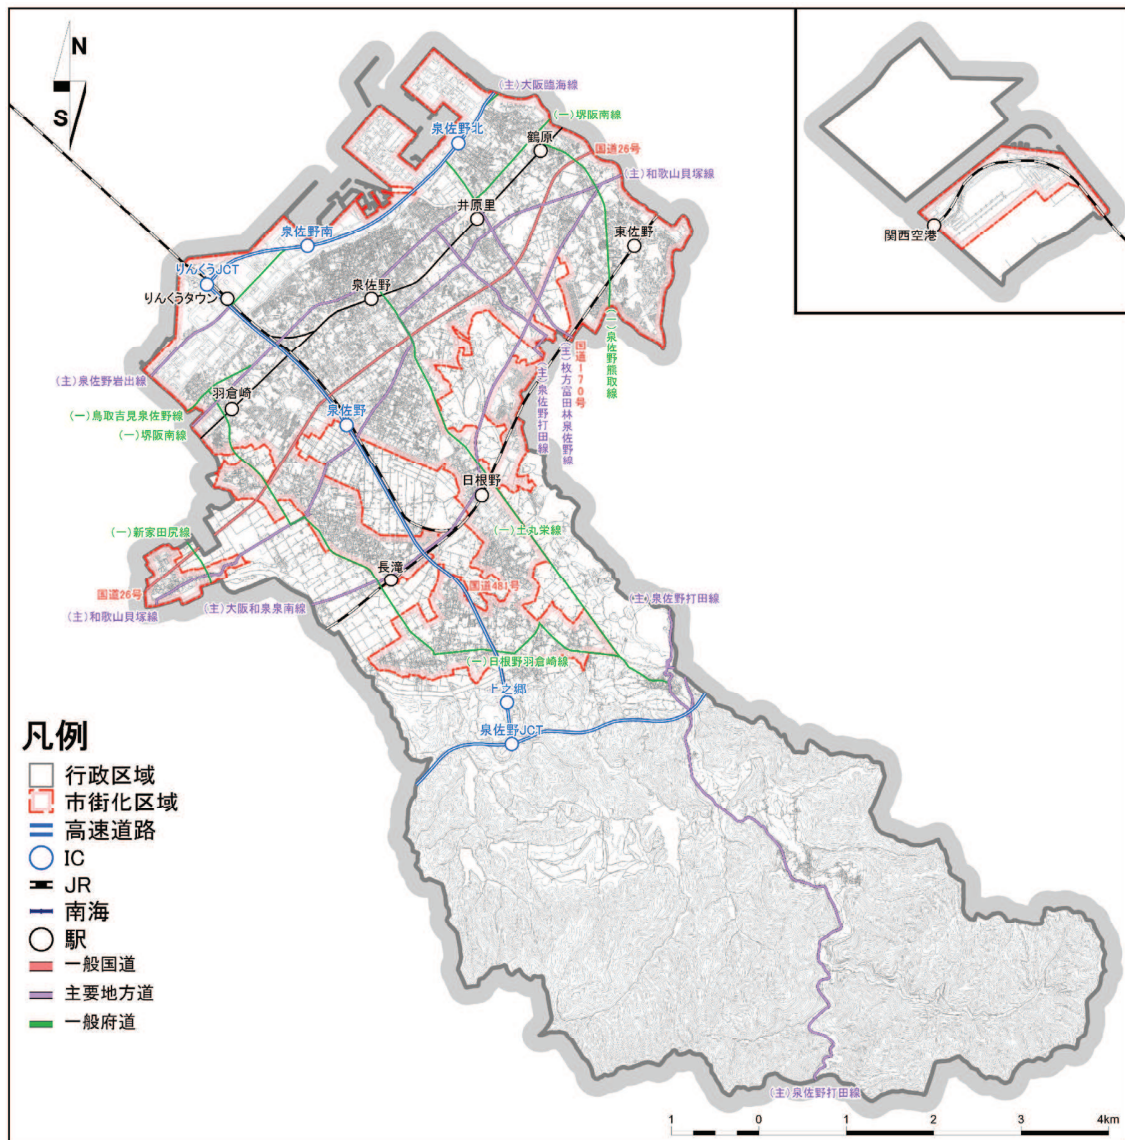 N
S
(主)大阪臨海線
(一)堺阪南線
泉佐野北
鶴原
国道26号
(主)和歌山貝塚線
井原里
東佐野
泉佐野南
関西空港
りんくうJCT
泉佐野
りんくうタウン
(一)泉佐野熊取線
国道170号
(主)枚方富田林泉佐野線
(主)泉佐野打田線
(主)泉佐野岩出線
羽倉崎
(一)鳥取吉見泉佐野線
泉佐野
(一)堺阪南線
日根野
(一)新家田尻線
(一)土丸栄線
長滝
国道481号
国道26号
(主)和歌山貝塚線
(主)大阪和泉泉南線
(主)泉佐野打田線
(一)日根野羽倉崎線
上之郷
泉佐野JCT
凡例
行政区域
市街化区域
高速道路
IC
JR
南海
駅
一般国道
主要地方道
一般府道
(主)泉佐野打田線
1 0 1 2 3 4km